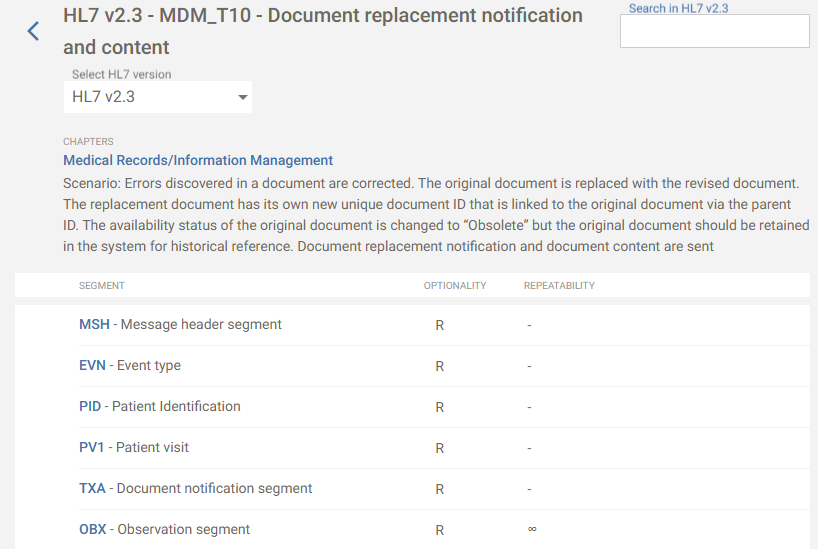 HL7 v2.3 - MDM_T10 - Document replacement notification
and content
Search in HL7 v2.3
Select HL7 version
HL7 v2.3
CHAPTERS
Medical Records/Information Management
Scenario: Errors discovered in a document are corrected. The original document is replaced with the revised document.
The replacement document has its own new unique document ID that is linked to the original document via the parent
ID. The availability status of the original document is changed to “Obsolete” but the original document should be retained
in the system for historical reference. Document replacement notification and document content are sent
SEGMENT OPTIONALITY REPEATABILITY
MSH - Message header segment R -
EVN - Event type R -
PID - Patient Identification R -
PV1 - Patient visit R -
TXA - Document notification segment R -
OBX - Observation segment R ∞